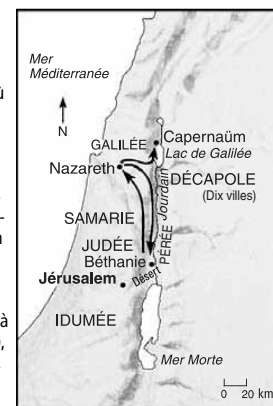 Mer
Méditerranée
N
GALILÉE
Capernaüm
Lac de Galilée
Nazareth
DÉCAPOLE
(Dix villes)
Jourdain
PÉRÉE
SAMARIE
JUDÉE
Béthanie
Désert
Jérusalem
IDUMÉE
Mer Morte
0 20 km
à